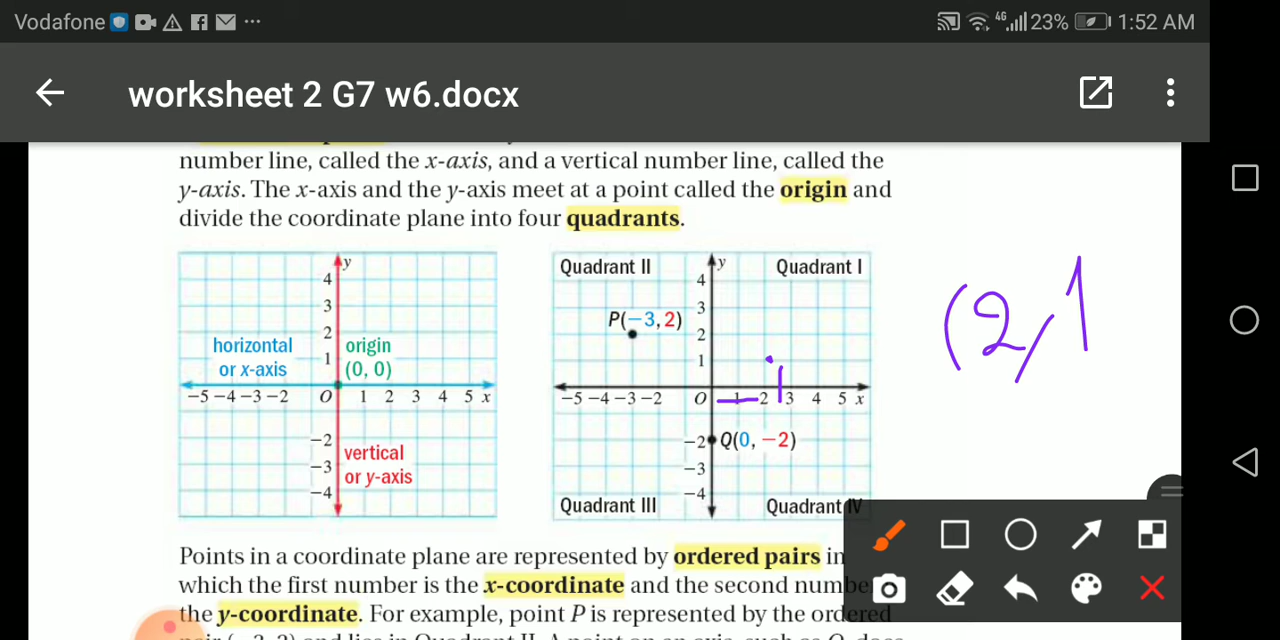 Vodafone ... 4G 23% 1:52 AM
worksheet 2 G7 w6.docx
number line, called the x-axis, and a vertical number line, called the
y-axis. The x-axis and the y-axis meet at a point called the origin and
divide the coordinate plane into four quadrants.
y
4
3
2
1
horizontal
or x-axis
origin
(0, 0)
−5 −4 −3 −2 O 1 2 3 4 5 x
−2
−3
−4
vertical
or y-axis
Quadrant II y Quadrant I
4
P(−3, 2) 3
2
1
−5 −4 −3 −2 O 1 2 3 4 5 x
−2 Q(0, −2)
−3
−4
Quadrant III Quadrant IV
(2,1
Points in a coordinate plane are represented by ordered pairs in
which the first number is the x-coordinate and the second number
the y-coordinate. For example, point P is represented by the ordered